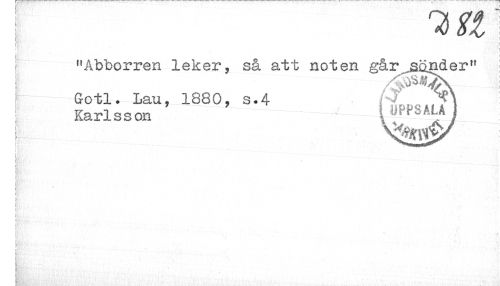 D 82
"Abborren leker, så att noten går sönder"
Gotl. Lau, 1880, s.4
Karlsson
LANDSMÅLS-
UPPSALA
-ARKIVET